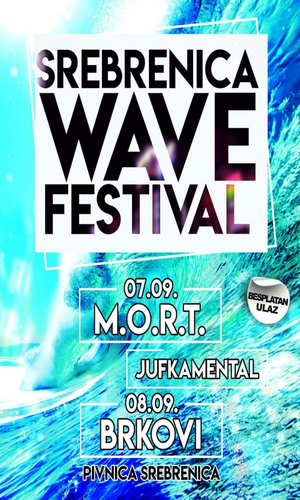 SREBRENICA
WAVE
FESTIVAL
07.09.
M.O.R.T.
BESPLATAN
ULAZ
JUFKAMENTAL
08.09.
BRKOVI
PIVNICA SREBRENICA